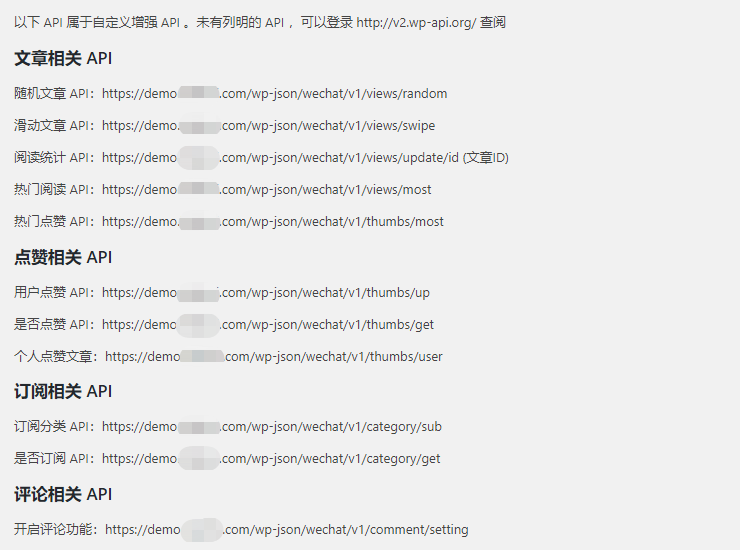 以下 API 属于自定义增强 API 。未有列明的 API ，可以登录 http://v2.wp-api.org/ 查阅
文章相关 API
随机文章 API：https://demo. .com/wp-json/wechat/v1/views/random
滑动文章 API：https://demo. .com/wp-json/wechat/v1/views/swipe
阅读统计 API：https://demo .com/wp-json/wechat/v1/views/update/id (文章ID)
热门阅读 API：https://demo .com/wp-json/wechat/v1/views/most
热门点赞 API：https://demo. .com/wp-json/wechat/v1/thumbs/most
点赞相关 API
用户点赞 API：https://demo .com/wp-json/wechat/v1/thumbs/up
是否点赞 API：https://demo .com/wp-json/wechat/v1/thumbs/get
个人点赞文章：https://demo .com/wp-json/wechat/v1/thumbs/user
订阅相关 API
订阅分类 API：https://demo .com/wp-json/wechat/v1/category/sub
是否订阅 API：https://demo .com/wp-json/wechat/v1/category/get
评论相关 API
开启评论功能：https://demo .com/wp-json/wechat/v1/comment/setting